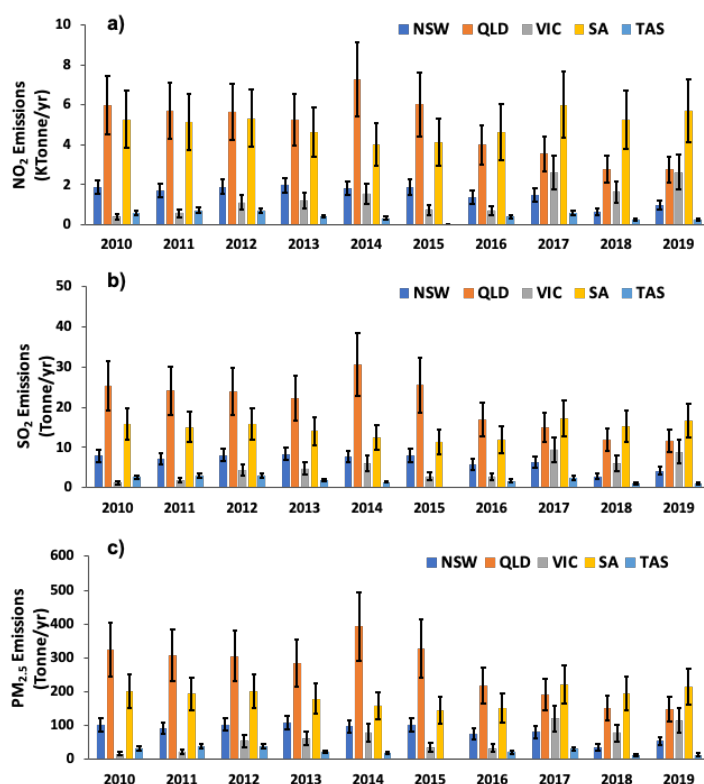 a)
NSW QLD VIC SA TAS
NO2 Emissions
(KTonne/yr)
10
8
6
4
2
0
2010 2011 2012 2013 2014 2015 2016 2017 2018 2019
b)
NSW QLD VIC SA TAS
SO2 Emissions
(Tonne/yr)
50
40
30
20
10
0
2010 2011 2012 2013 2014 2015 2016 2017 2018 2019
c)
NSW QLD VIC SA TAS
PM2.5 Emissions
(Tonne/yr)
600
500
400
300
200
100
0
2010 2011 2012 2013 2014 2015 2016 2017 2018 2019